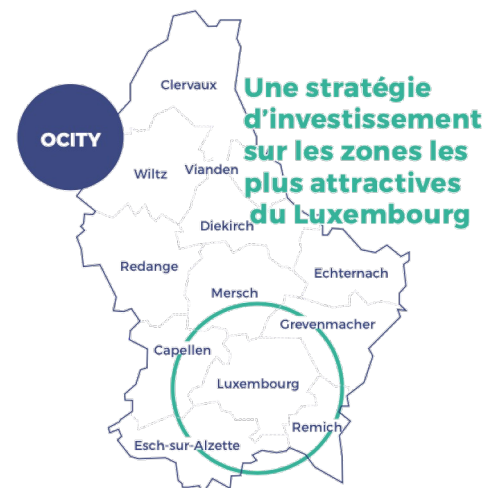 Clervaux
Une stratégie
d'investissement
sur les zones les
plus attractives
du Luxembourg
OCITY
Wiltz
Vianden
Diekirch
Redange
Echternach
Mersch
Grevenmacher
Capellen
Luxembourg
Remich
Esch-sur-Alzette